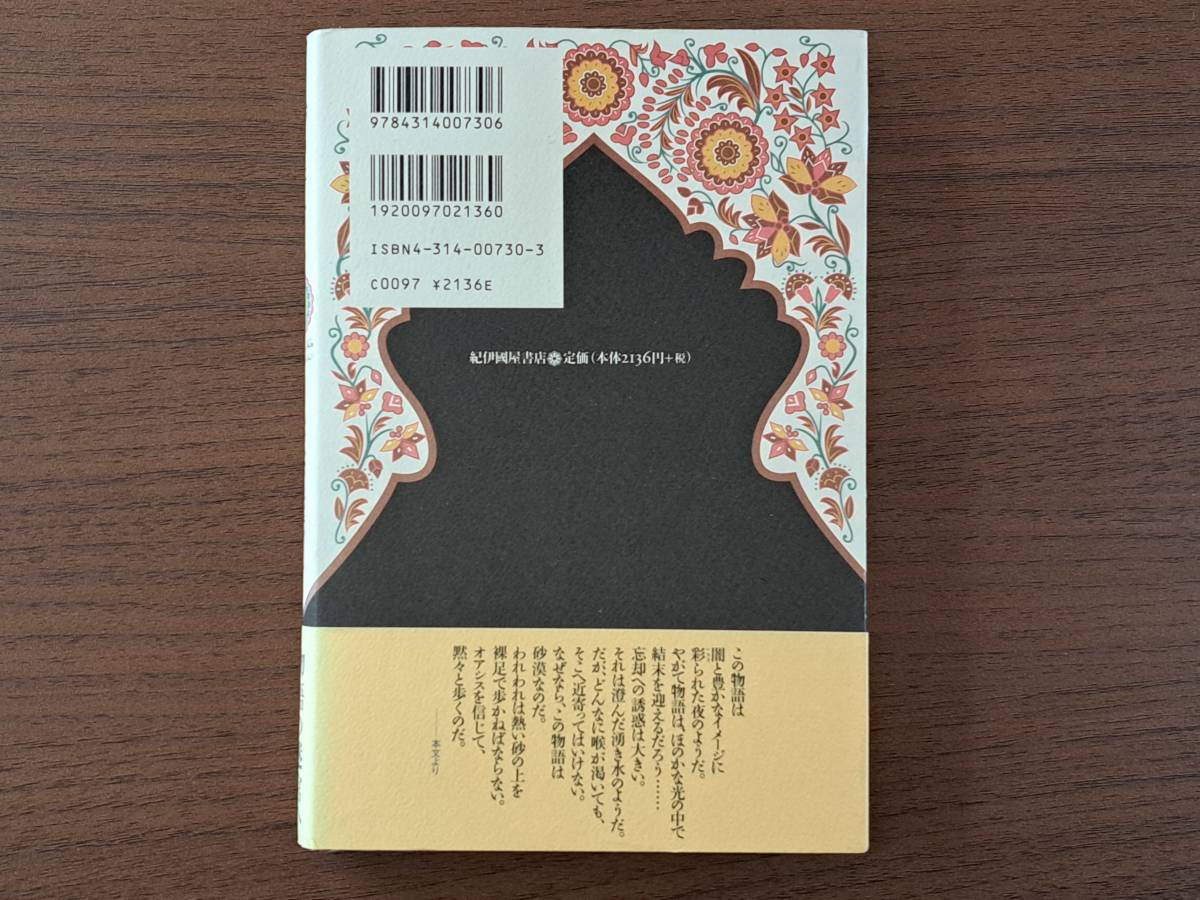 9784314007306
1920097021360
ISBN4-314-00730-3
C0097 ¥2136E
紀伊國屋書店 定価(本体2136円+税)
この物語は
闇と豊かなイメージに
彩られた夜のようだ。
やがて物語は、ほのかな光の中で
結末を迎えるだろう……
忘却への誘惑は大きい。
それは澄んだ湧き水のようだ。
だが、どんなに喉が渇いても、
そこへ近寄ってはいけない。
なぜなら、この物語は
砂漠なのだ。
われわれは熱い砂の上を
裸足で歩かねばならない。
オアシスを信じて、
黙々と歩くのだ。
——本文より